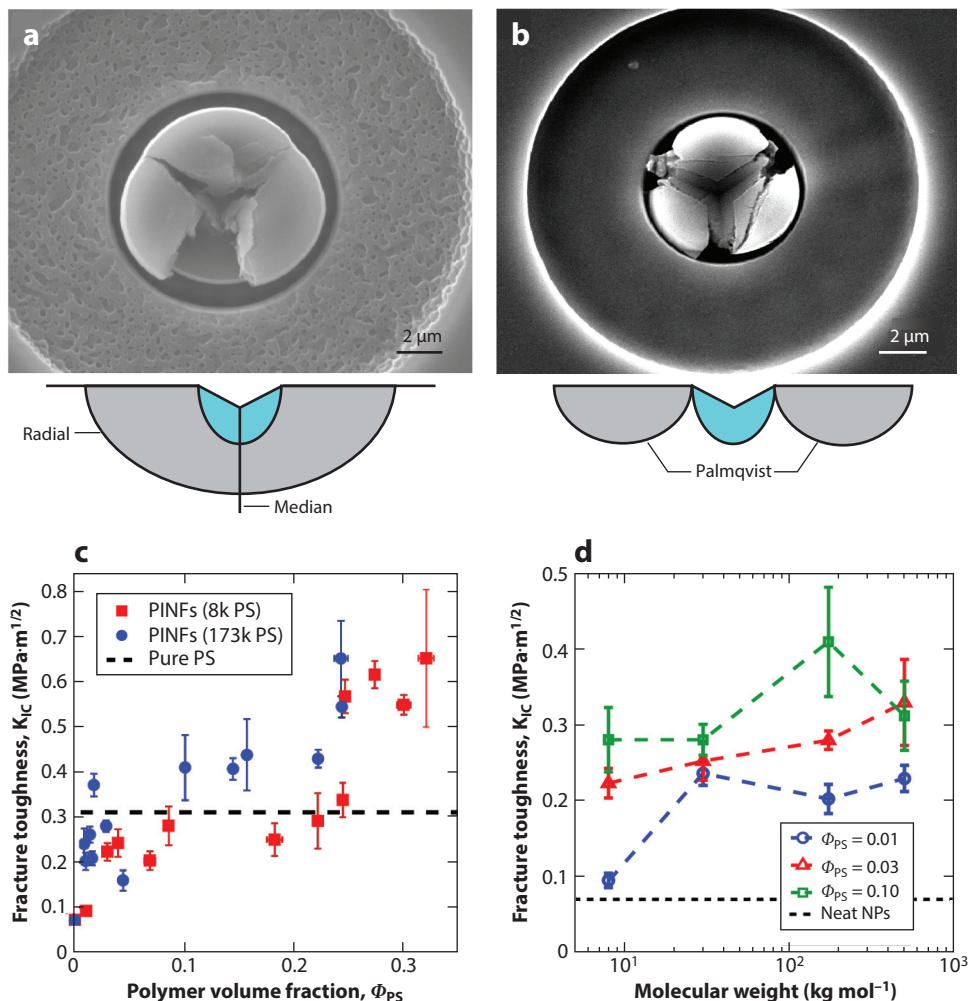 a
b
2 μm
2 μm
Radial
Median
Palmqvist
c
d
Fracture toughness, K_IC (MPa·m^1/2)
0.8
0.7
0.6
0.5
0.4
0.3
0.2
0.1
0
PINFs (8k PS)
PINFs (173k PS)
Pure PS
0
0.1
0.2
0.3
Polymer volume fraction, Φ_PS
Fracture toughness, K_IC (MPa·m^1/2)
0.5
0.4
0.3
0.2
0.1
0
Φ_PS = 0.01
Φ_PS = 0.03
Φ_PS = 0.10
Neat NPs
10^1
10^2
10^3
Molecular weight (kg mol^−1)